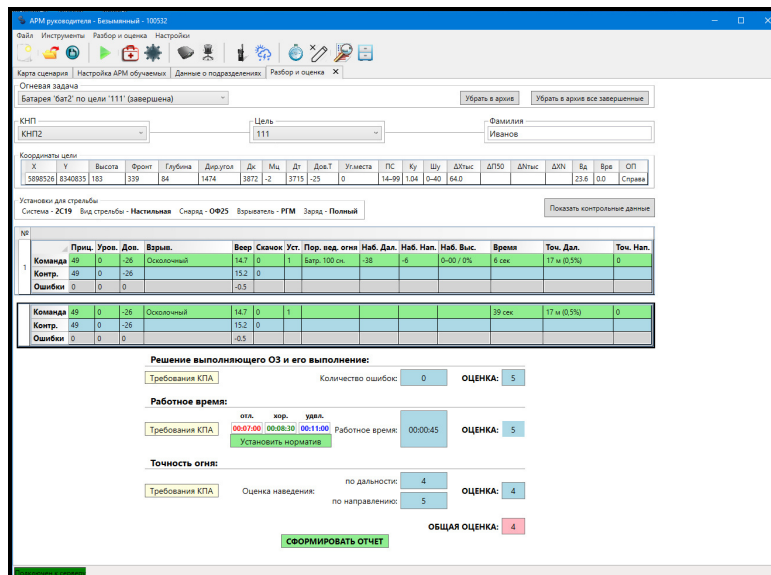 АРМ руководителя - Безымянный - 100532
Файл Инструменты Разбор и оценка Настройки
Карта сценария Настройка АРМ обучаемых Данные о подразделениях Разбор и оценка X
Огневая задача
Батарея 'бат2' по цели '111' (завершена) Убрать в архив Убрать в архив все завершенные
КНП Цель Фамилия
КНП2 111 Иванов
Координаты цели
X Y Высота Фронт Глубина Дир.угол Дк Мц Дт Дов.Т Уг.места ПС Ку Шу ΔXтыс ΔП50 ΔNтыс ΔXN Вд Врв ОП
5898526 8340835 183 339 84 1474 3872 -2 3715 -25 0 14–99 1.04 0–40 64.0 23.6 0.0 Справа
Установки для стрельбы
Система - 2С19 Вид стрельбы - Настильная Снаряд - ОФ25 Взрыватель - РГМ Заряд - Полный Показать контрольные данные
№
Приц. Уров. Дов. Взрыв. Веер Скачок Уст. Пор. вед. огня Наб. Дал. Наб. Нап. Наб. Выс. Время Точ. Дал. Точ. Нап.
1 Команда 49 0 -26 Осколочный 14.7 0 1 Батр. 100 сн. -38 -6 0–00 / 0% 6 сек 17 м (0,5%) 0
Контр. 49 0 -26 15.2 0
Ошибки 0 0 0 -0.5
Команда 49 0 -26 Осколочный 14.7 0 1 39 сек 17 м (0,5%) 0
Контр. 49 0 -26 15.2 0
Ошибки 0 0 0 -0.5
Решение выполняющего ОЗ и его выполнение:
Требования КПА Количество ошибок: 0 ОЦЕНКА: 5
Работное время:
отл. хор. удвл.
Требования КПА 00:07:00 00:08:30 00:11:00 Работное время: 00:00:45 ОЦЕНКА: 5
Установить норматив
Точность огня:
по дальности: 4
Требования КПА Оценка наведения: ОЦЕНКА: 4
по направлению: 5
ОБЩАЯ ОЦЕНКА: 4
СФОРМИРОВАТЬ ОТЧЕТ